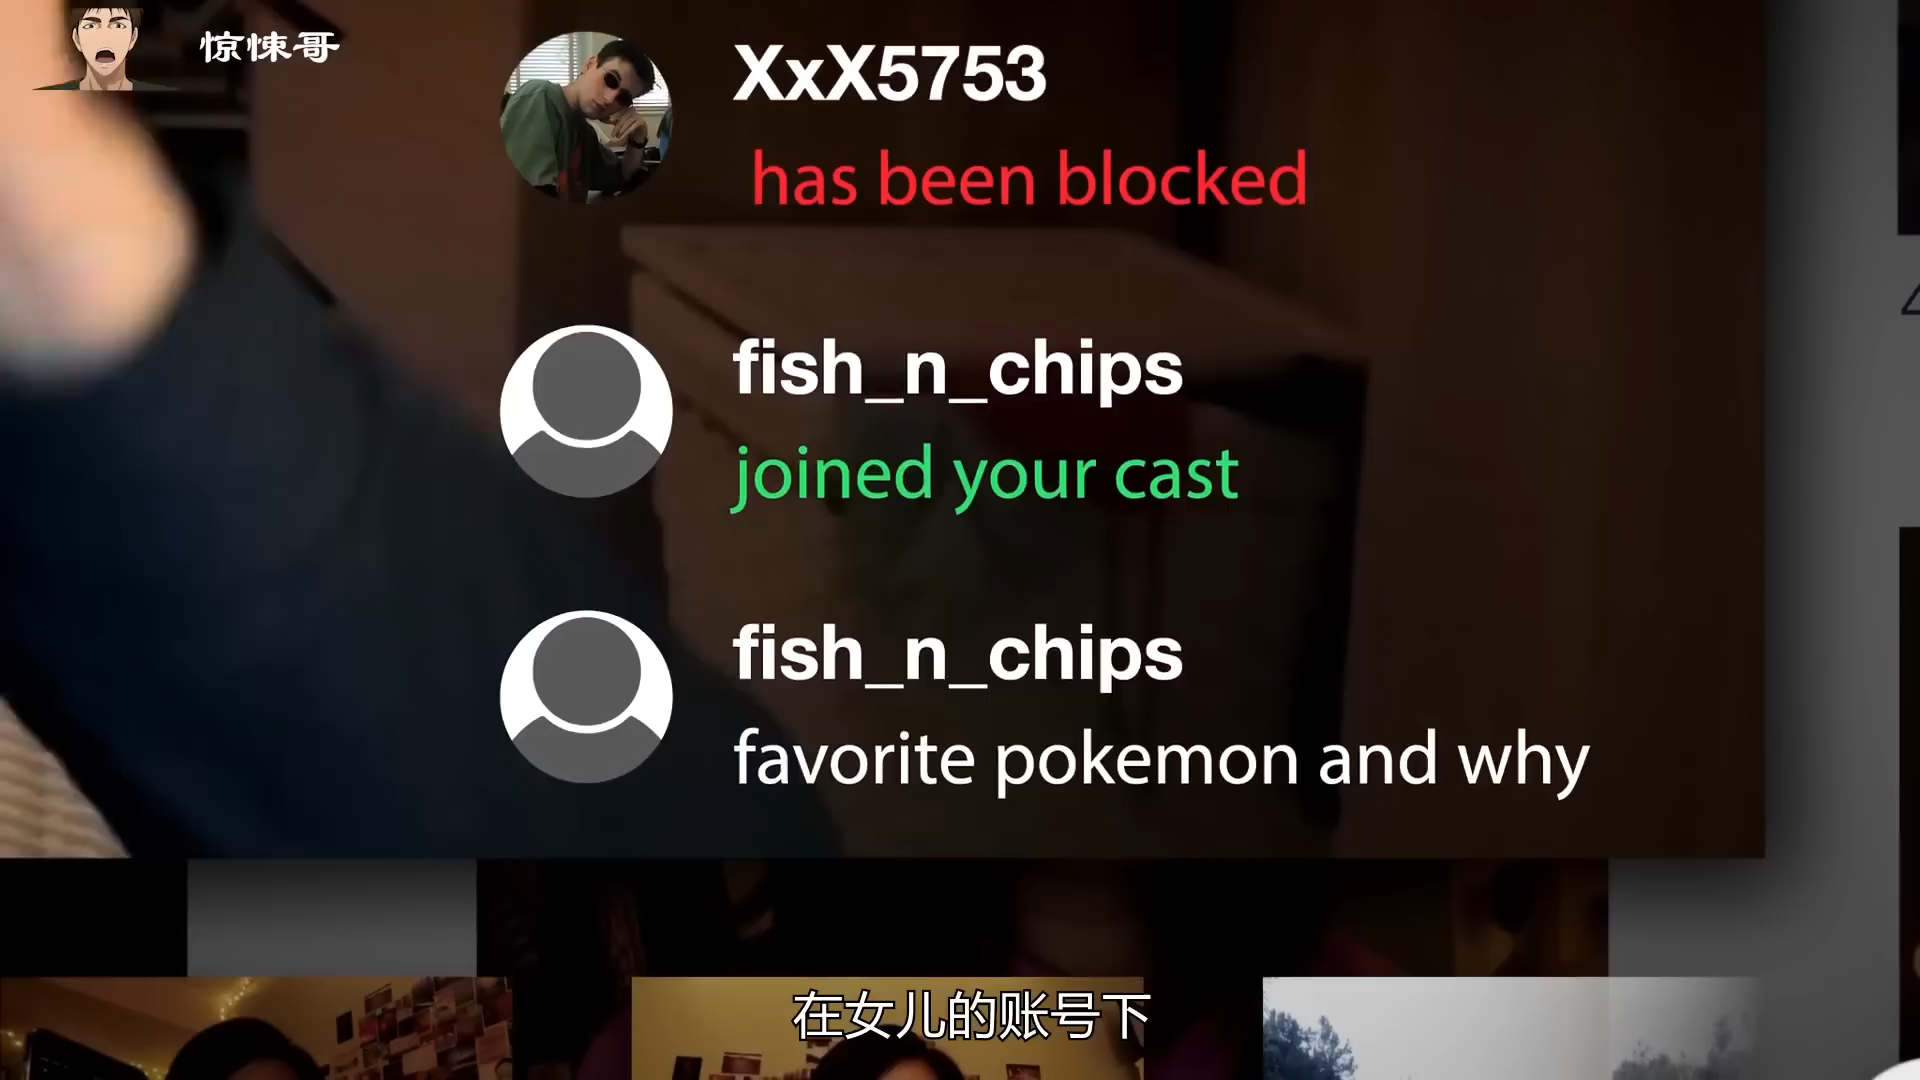 惊悚哥
XxX5753
has been blocked
fish_n_chips
joined your cast
fish_n_chips
favorite pokemon and why
在女儿的账号下